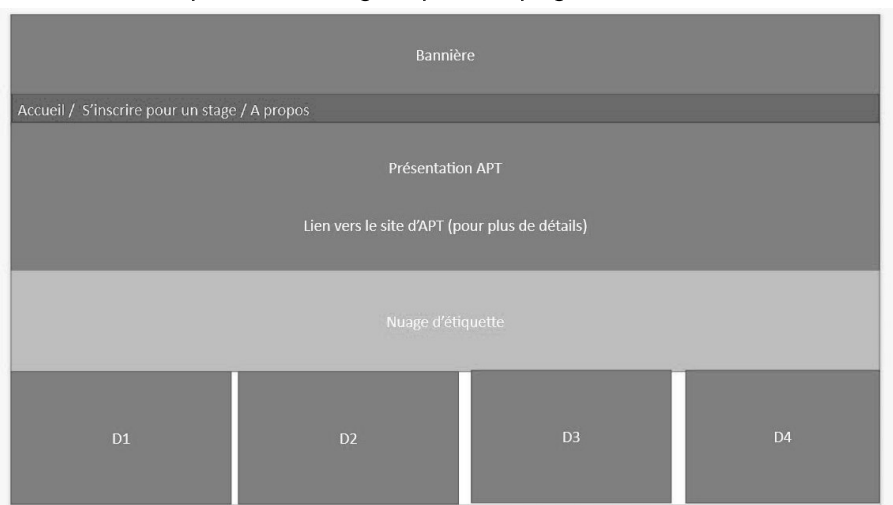 Bannière
Accueil / S'inscrire pour un stage / A propos
Présentation APT
Lien vers le site d'APT (pour plus de détails)
Nuage d'étiquette
D1
D2
D3
D4